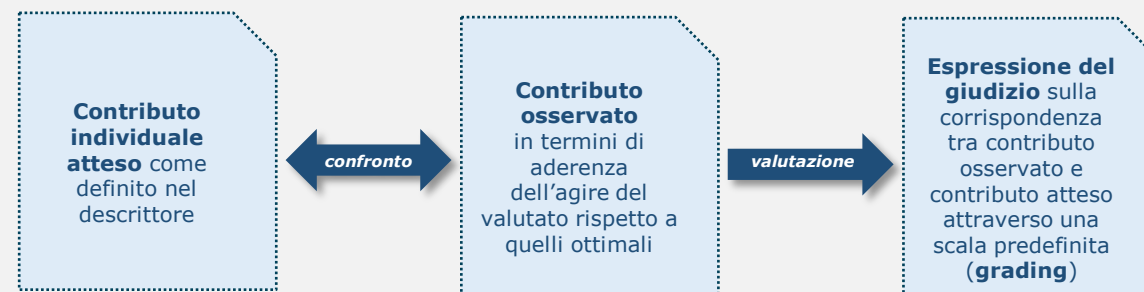 Contributo
individuale
atteso come
definito nel
descrittore
confronto
Contributo
osservato
in termini di
aderenza
dell'agire del
valutato rispetto a
quelli ottimali
valutazione
Espressione del
giudizio sulla
corrispondenza
tra contributo
osservato e
contributo atteso
attraverso una
scala predefinita
(grading)